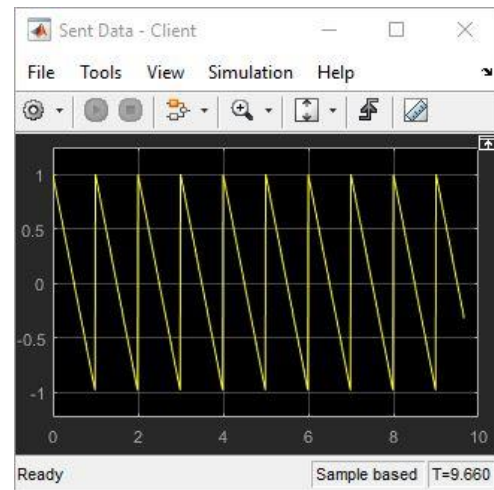 Sent Data - Client
File Tools View Simulation Help
1
0.5
0
-0.5
-1
0 2 4 6 8 10
Ready Sample based T=9.660